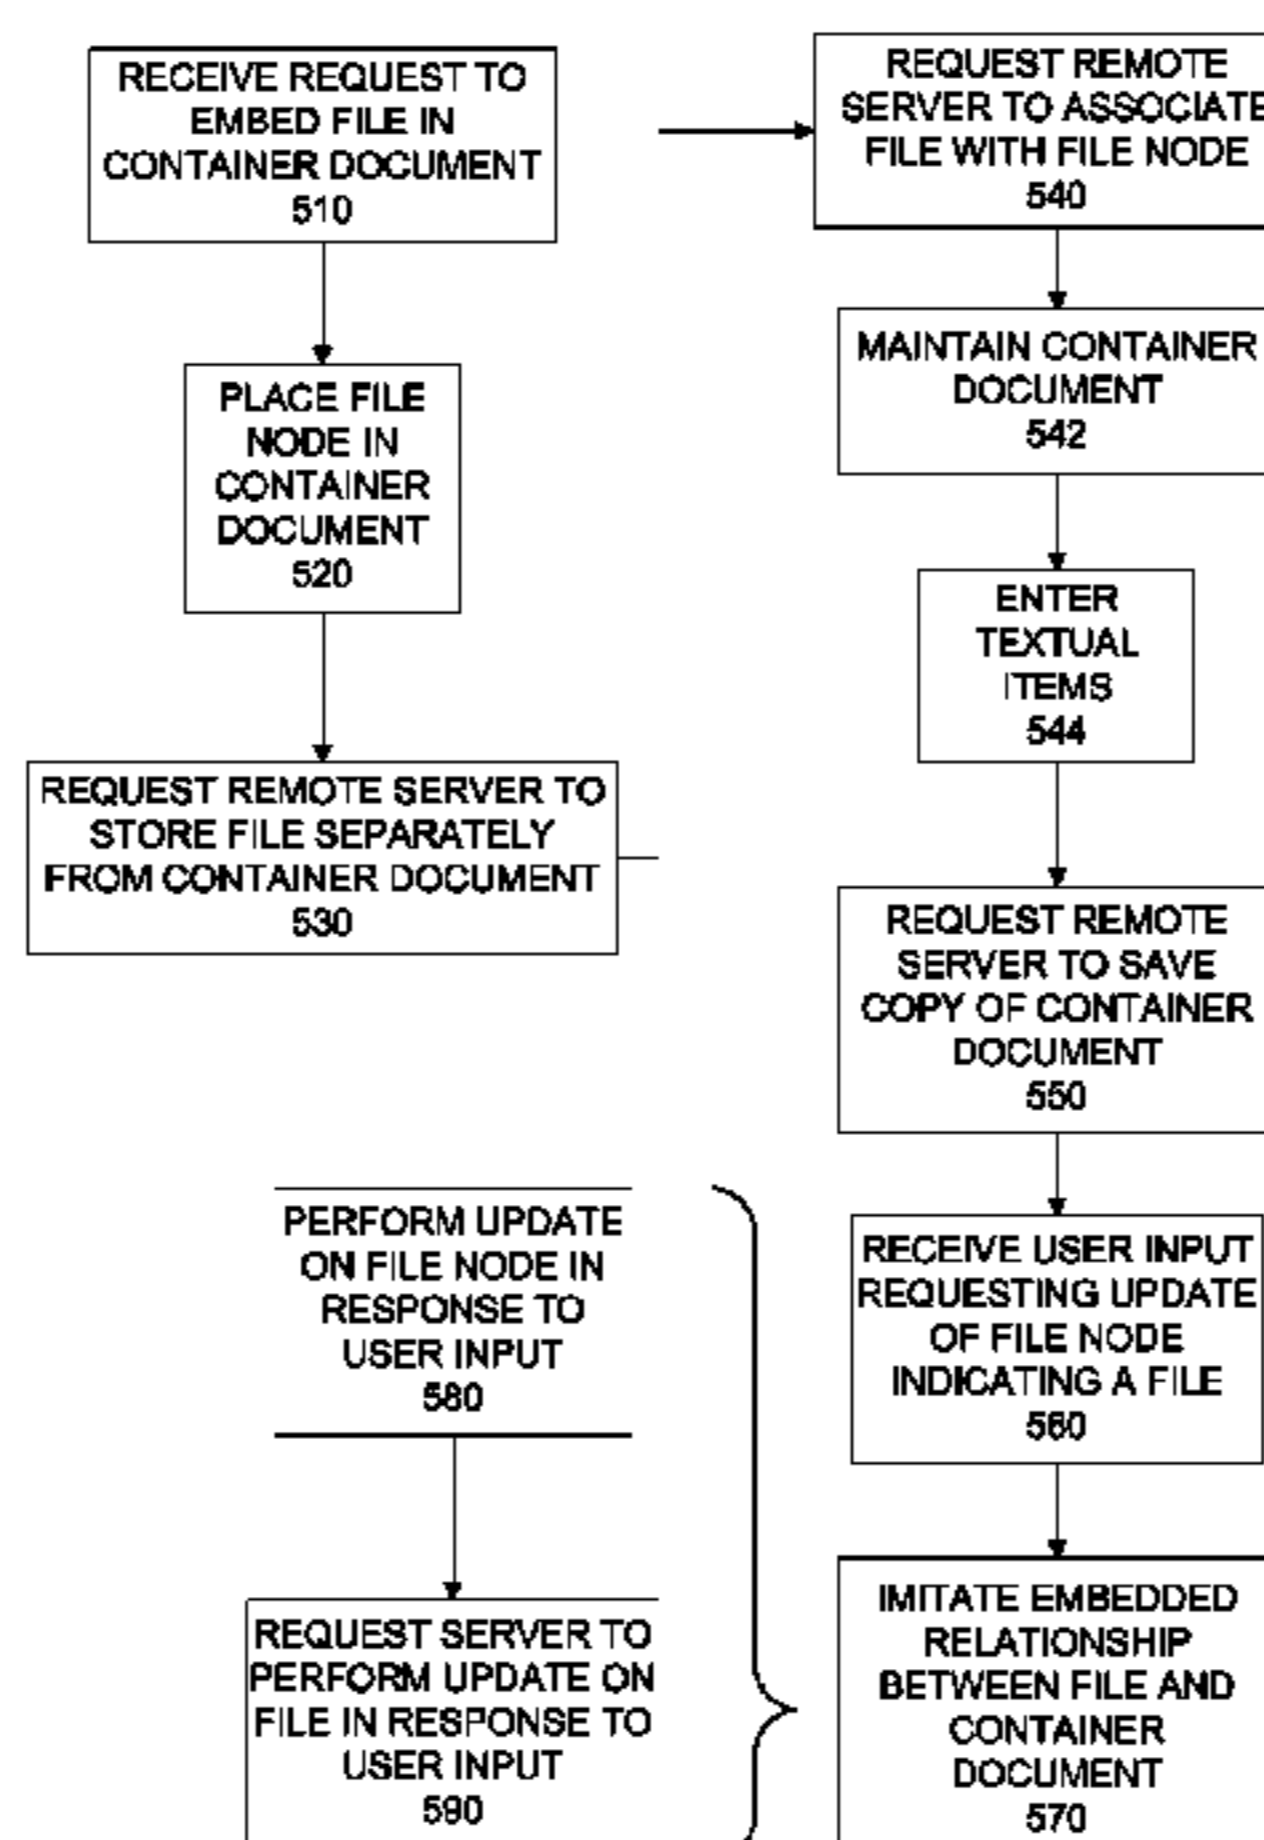 RECEIVE REQUEST TO
EMBED FILE IN
CONTAINER DOCUMENT
510
PLACE FILE
NODE IN
CONTAINER
DOCUMENT
520
REQUEST REMOTE SERVER TO
STORE FILE SEPARATELY
FROM CONTAINER DOCUMENT
530
REQUEST REMOTE
SERVER TO ASSOCIATE
FILE WITH FILE NODE
540
MAINTAIN CONTAINER
DOCUMENT
542
ENTER
TEXTUAL
ITEMS
544
REQUEST REMOTE
SERVER TO SAVE
COPY OF CONTAINER
DOCUMENT
550
RECEIVE USER INPUT
REQUESTING UPDATE
OF FILE NODE
INDICATING A FILE
560
IMITATE EMBEDDED
RELATIONSHIP
BETWEEN FILE AND
CONTAINER
DOCUMENT
570
PERFORM UPDATE
ON FILE NODE IN
RESPONSE TO
USER INPUT
580
REQUEST SERVER TO
PERFORM UPDATE ON
FILE IN RESPONSE TO
USER INPUT
590